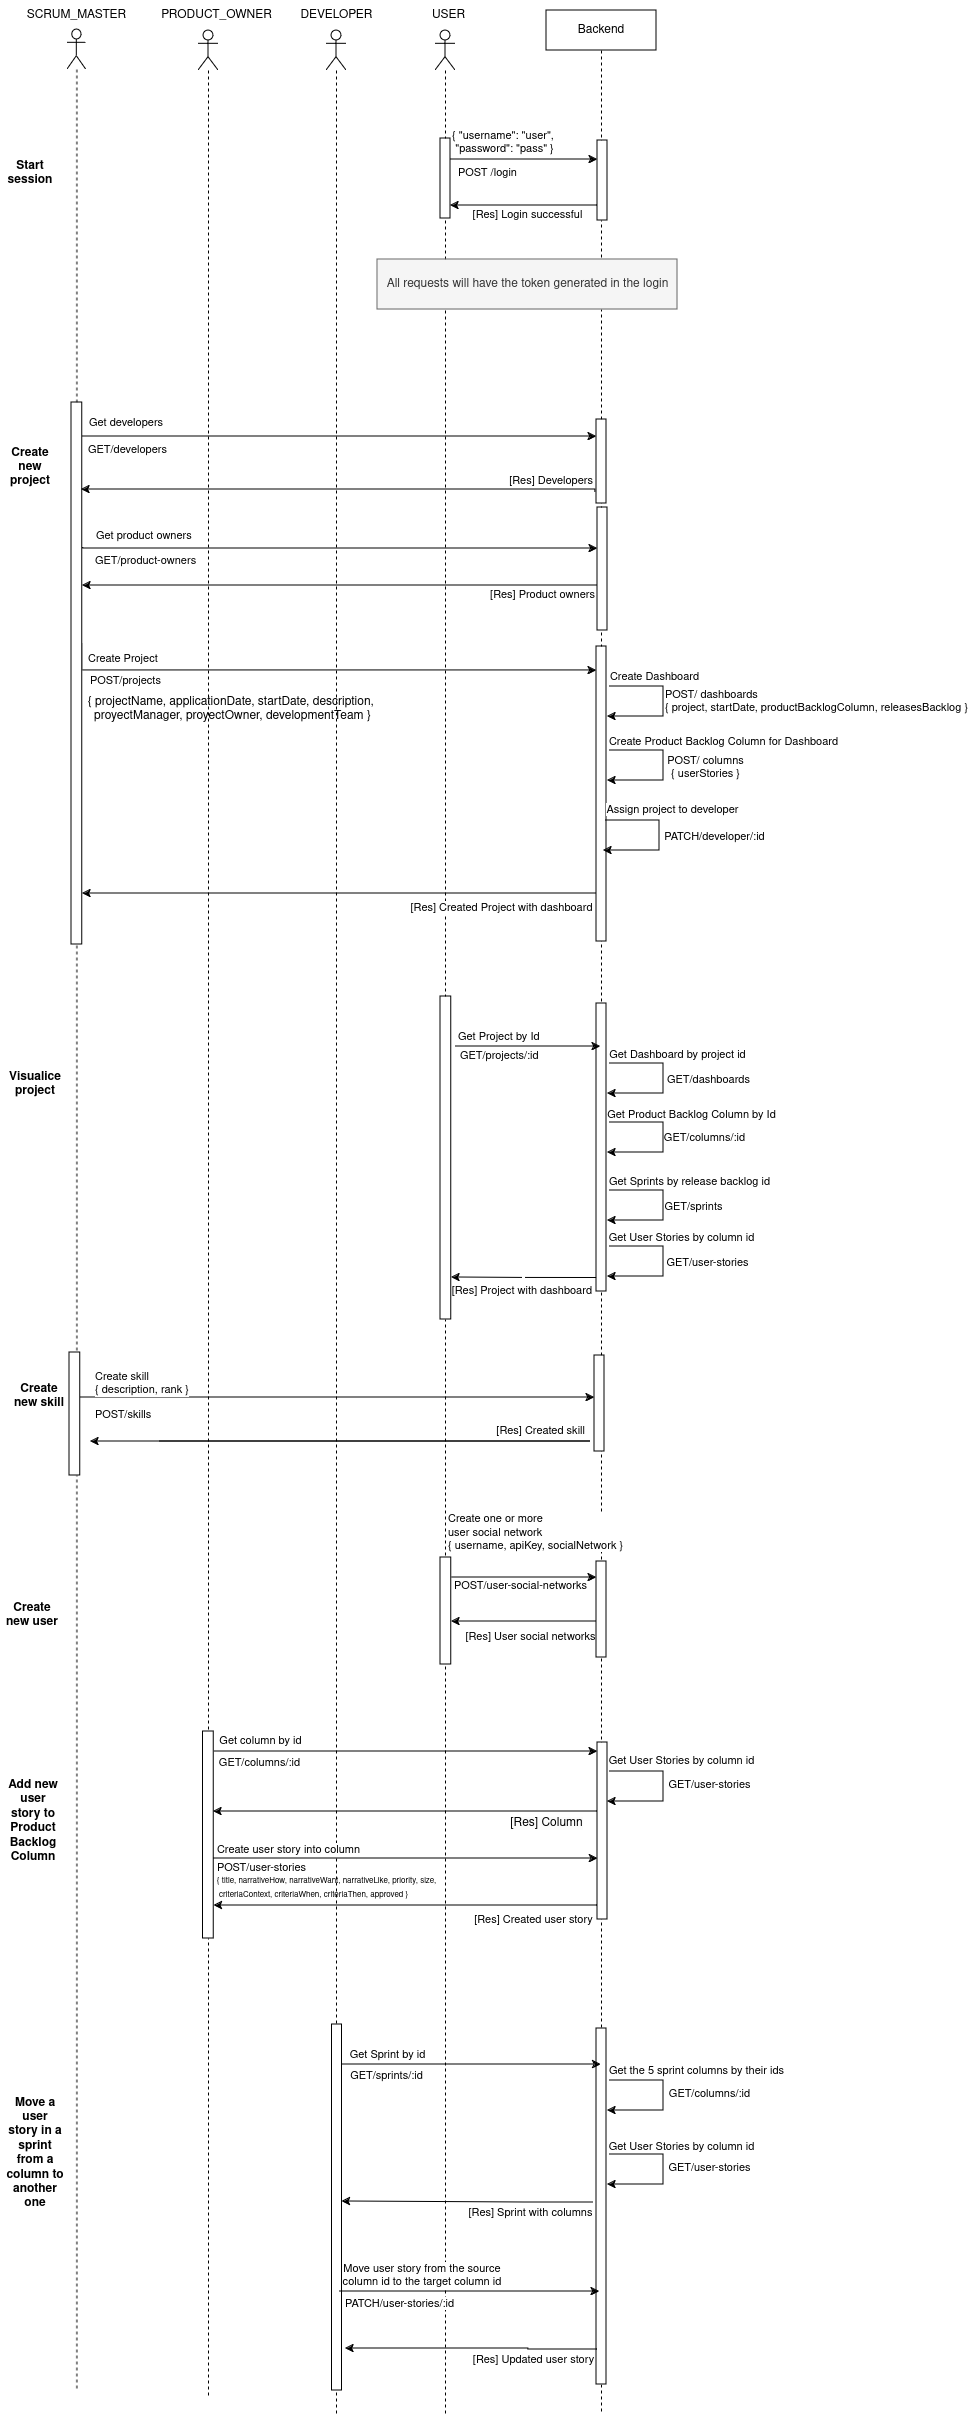 SCRUM_MASTER
PRODUCT_OWNER
DEVELOPER
USER
Backend
Start
session
{ "username": "user",
"password": "pass" }
POST /login
[Res] Login successful
All requests will have the token generated in the login
Create
new
project
Get developers
GET/developers
[Res] Developers
Get product owners
GET/product-owners
[Res] Product owners
Create Project
POST/projects
{ projectName, applicationDate, startDate, description,
proyectManager, proyectOwner, developmentTeam }
Create Dashboard
POST/ dashboards
{ project, startDate, productBacklogColumn, releasesBacklog }
Create Product Backlog Column for Dashboard
POST/ columns
{ userStories }
Assign project to developer
PATCH/developer/:id
[Res] Created Project with dashboard
Visualice
project
Get Project by Id
GET/projects/:id
Get Dashboard by project id
GET/dashboards
Get Product Backlog Column by Id
GET/columns/:id
Get Sprints by release backlog id
GET/sprints
Get User Stories by column id
GET/user-stories
[Res] Project with dashboard
Create
new skill
Create skill
{ description, rank }
POST/skills
[Res] Created skill
Create
new user
Create one or more
user social network
{ username, apiKey, socialNetwork }
POST/user-social-networks
[Res] User social networks
Add new
user
story to
Product
Backlog
Column
Get column by id
GET/columns/:id
Get User Stories by column id
GET/user-stories
[Res] Column
Create user story into column
POST/user-stories
{ title, narrativeHow, narrativeWant, narrativeLike, priority, size,
criteriaContext, criteriaWhen, criteriaThen, approved }
[Res] Created user story
Move a
user
story in a
sprint
from a
column to
another
one
Get Sprint by id
GET/sprints/:id
Get the 5 sprint columns by their ids
GET/columns/:id
Get User Stories by column id
GET/user-stories
[Res] Sprint with columns
Move user story from the source
column id to the target column id
PATCH/user-stories/:id
[Res] Updated user story